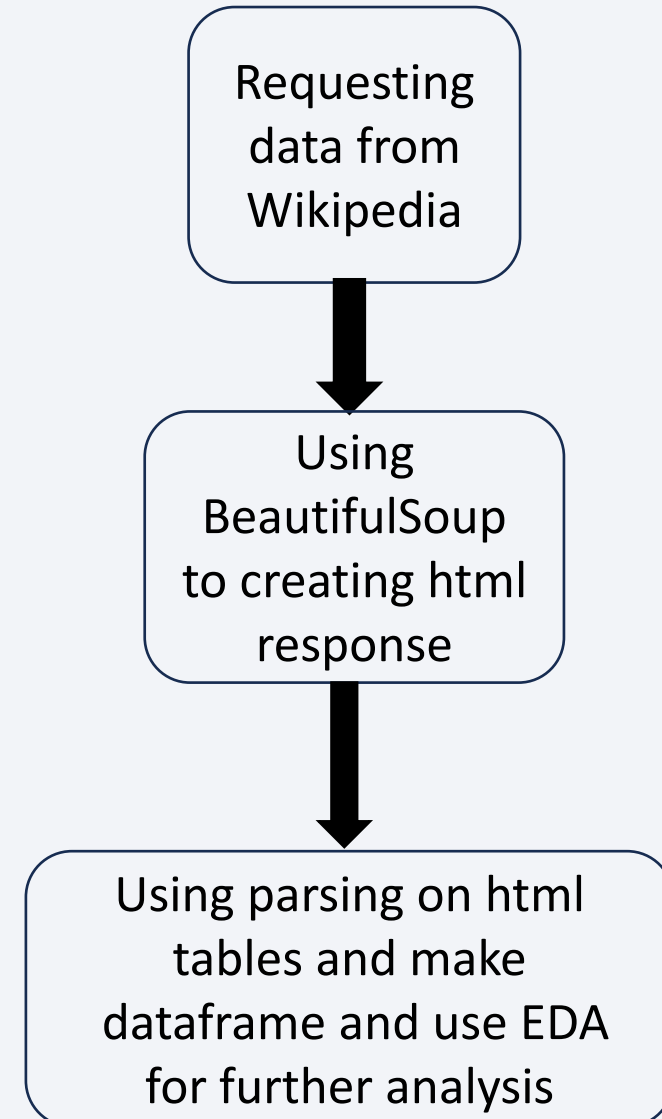 Requesting
data from
Wikipedia
Using
BeautifulSoup
to creating html
response
Using parsing on html
tables and make
dataframe and use EDA
for further analysis